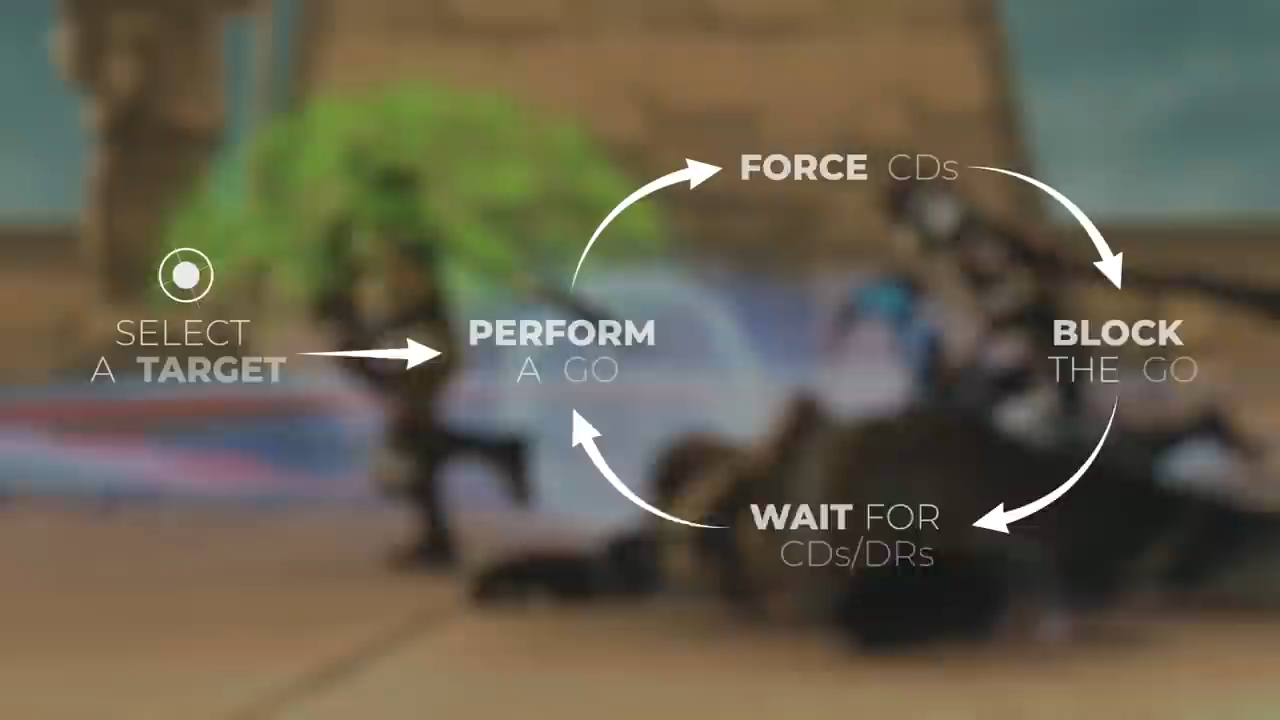 SELECT
A TARGET
PERFORM
A GO
FORCE CDs
BLOCK
THE GO
WAIT FOR
CDs/DRs